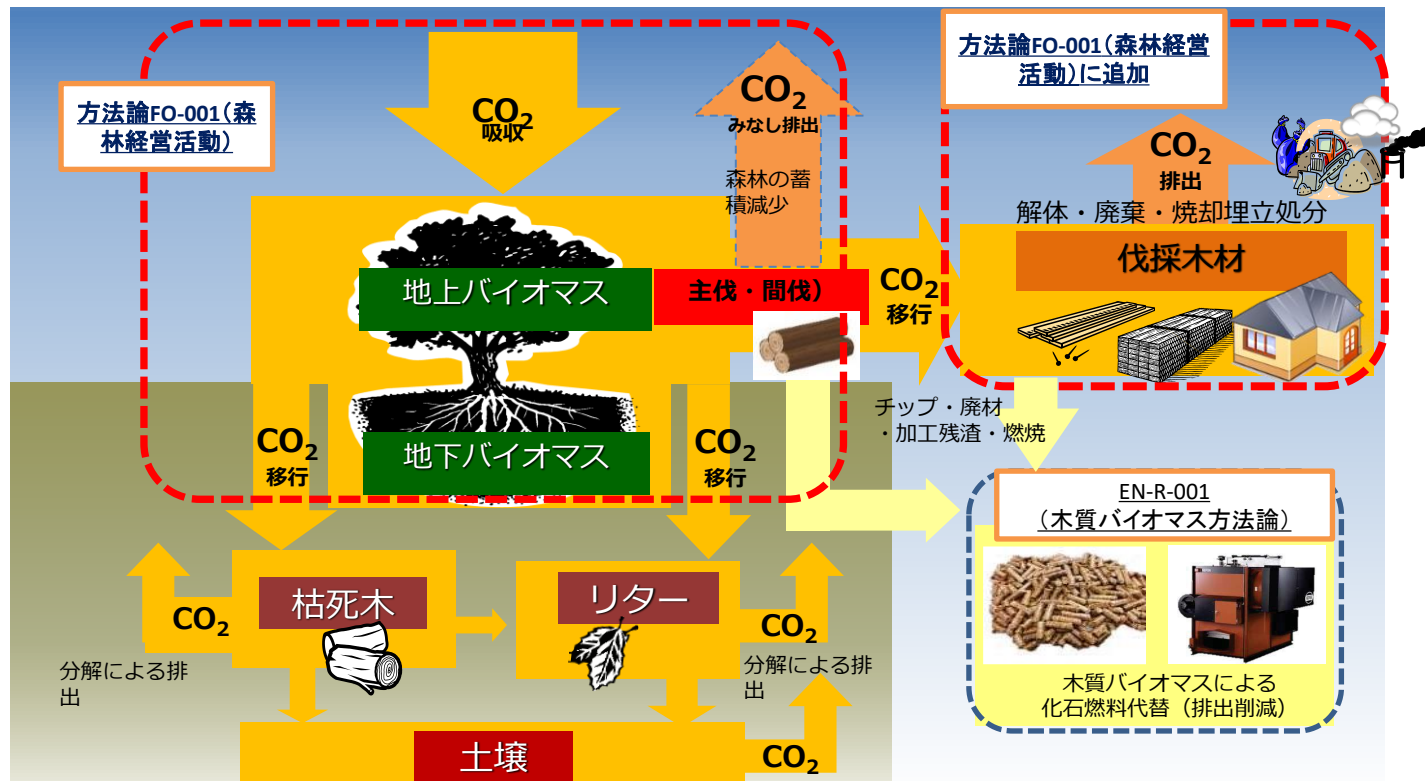 方法論FO-001(森
林経営活動)
CO2
吸収
CO2
みなし排出
森林の蓄
積減少
方法論FO-001(森林経営
活動)に追加
CO2
排出
解体・廃棄・焼却埋立処分
伐採木材
地上バイオマス
主伐・間伐)
CO2
移行
地下バイオマス
CO2
移行
CO2
移行
チップ・廃材
・加工残渣・燃焼
EN-R-001
(木質バイオマス方法論)
木質バイオマスによる
化石燃料代替(排出削減)
枯死木
リター
CO2
分解による排
出
CO2
分解による排
出
土壌
CO2